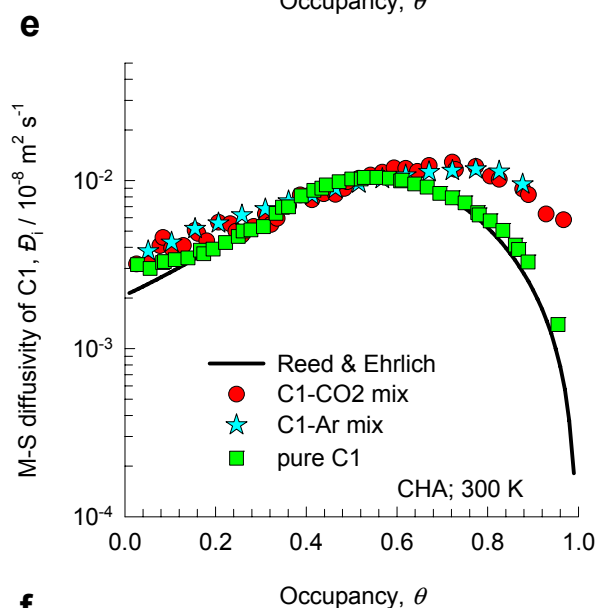 Occupancy, θ
e
M-S diffusivity of C1, Đi / 10-8 m2 s-1
10-2
10-3
10-4
Reed & Ehrlich
C1-CO2 mix
C1-Ar mix
pure C1
CHA; 300 K
0.0 0.2 0.4 0.6 0.8 1.0
Occupancy, θ
f